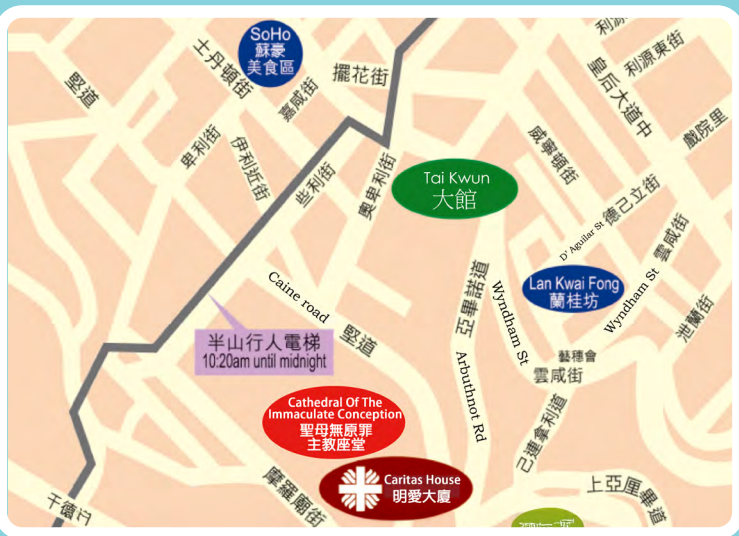 SoHo
蘇豪
美食區
士丹頓街
堅道
嘉咸街
擺花街
卑利街
伊利近街
些利街
奧卑利街
Tai Kwun
大館
皇后大道中
利源東街
戲院里
威靈頓街
D' Aguilar St 德己立街
雲咸街
Wyndham St
Lan Kwai Fong
蘭桂坊
泄蘭街
Caine road 堅道
半山行人電梯
10:20am until midnight
亞畢諾道
Arbuthnot Rd
Wyndham St
藝穗會
雲咸街
己連拿利道
Cathedral Of The
Immaculate Conception
聖母無原罪
主教座堂
Caritas House
明愛大廈
摩羅廟街
上亞厘畢道